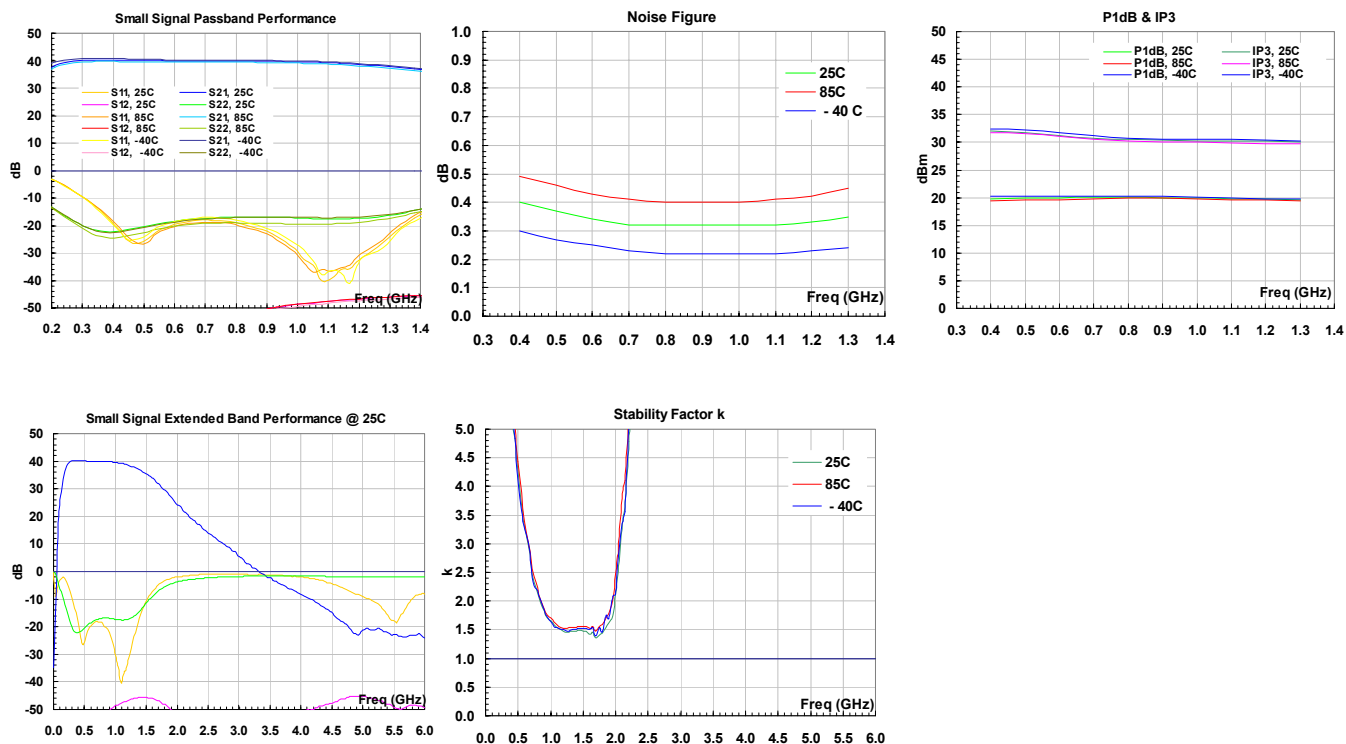 Small Signal Passband Performance
50
40
30
20
10
0
-10
-20
-30
-40
-50
dB
S11, 25C
S21, 25C
S12, 25C
S22, 25C
S11, 85C
S21, 85C
S12, 85C
S22, 85C
S11, -40C
S21, -40C
S12, -40C
S22, -40C
Freq (GHz)
0.2 0.3 0.4 0.5 0.6 0.7 0.8 0.9 1.0 1.1 1.2 1.3 1.4
Noise Figure
1.0
0.9
0.8
0.7
0.6
0.5
0.4
0.3
0.2
0.1
0.0
dB
25C
85C
- 40 C
Freq (GHz)
0.3 0.4 0.5 0.6 0.7 0.8 0.9 1.0 1.1 1.2 1.3 1.4
P1dB & IP3
50
45
40
35
30
25
20
15
10
5
0
dBm
P1dB, 25C
IP3, 25C
P1dB, 85C
IP3, 85C
P1dB, -40C
IP3, -40C
Freq (GHz)
0.3 0.4 0.5 0.6 0.7 0.8 0.9 1.0 1.1 1.2 1.3 1.4
Small Signal Extended Band Performance @ 25C
50
40
30
20
10
0
-10
-20
-30
-40
-50
dB
Freq (GHz)
0.0 0.5 1.0 1.5 2.0 2.5 3.0 3.5 4.0 4.5 5.0 5.5 6.0
Stability Factor k
5.0
4.5
4.0
3.5
3.0
2.5
2.0
1.5
1.0
0.5
0.0
k
25C
85C
- 40C
Freq (GHz)
0.0 0.5 1.0 1.5 2.0 2.5 3.0 3.5 4.0 4.5 5.0 5.5 6.0